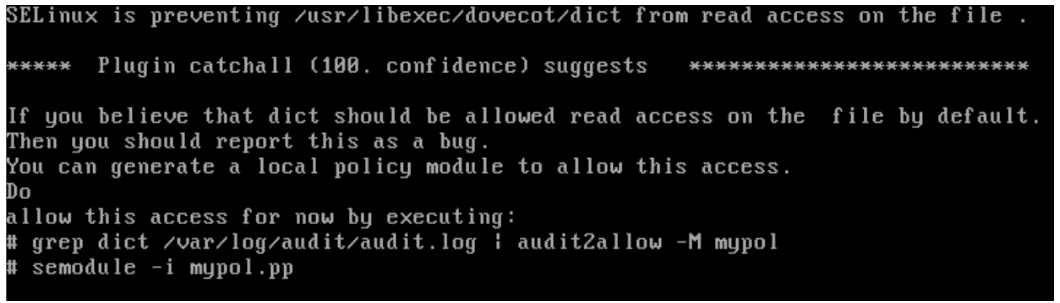 SELinux is preventing /usr/libexec/dovecot/dict from read access on the file .
*****  Plugin catchall (100. confidence) suggests   **************************
If you believe that dict should be allowed read access on the  file by default.
Then you should report this as a bug.
You can generate a local policy module to allow this access.
Do
allow this access for now by executing:
# grep dict /var/log/audit/audit.log | audit2allow -M mypol
# semodule -i mypol.pp